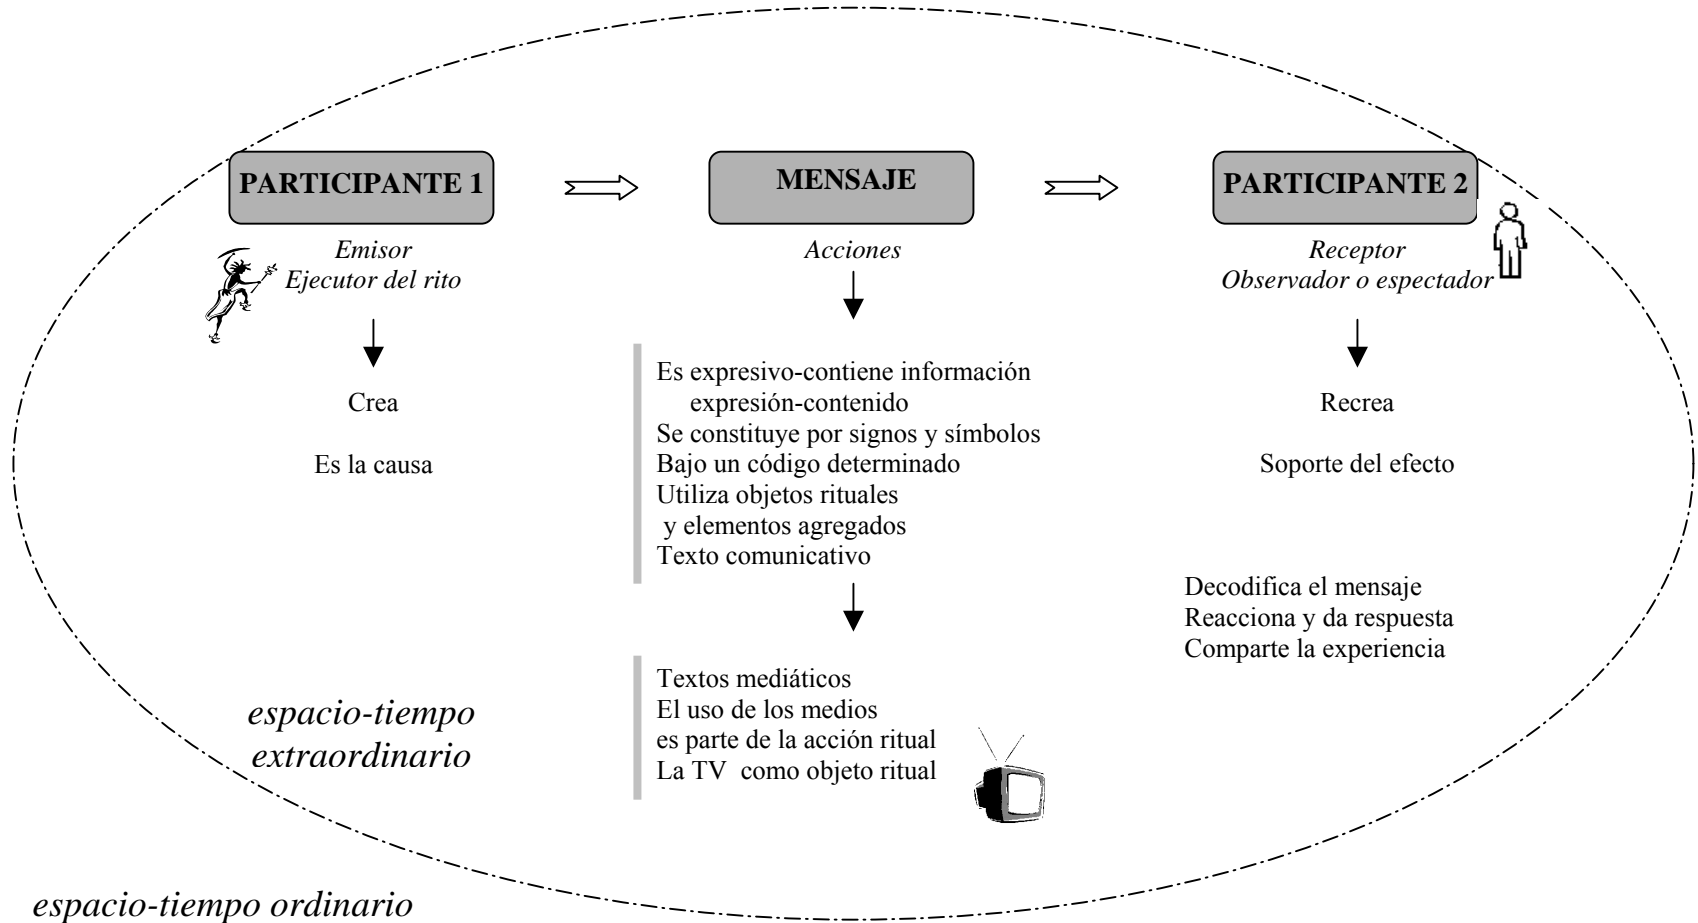 PARTICIPANTE 1
Emisor
Ejecutor del rito
Crea
Es la causa
MENSAJE
Acciones
Es expresivo-contiene información
expresión-contenido
Se constituye por signos y símbolos
Bajo un código determinado
Utiliza objetos rituales
y elementos agregados
Texto comunicativo
Textos mediáticos
El uso de los medios
es parte de la acción ritual
La TV como objeto ritual
PARTICIPANTE 2
Receptor
Observador o espectador
Recrea
Soporte del efecto
Decodifica el mensaje
Reacciona y da respuesta
Comparte la experiencia
espacio-tiempo
extraordinario
espacio-tiempo ordinario